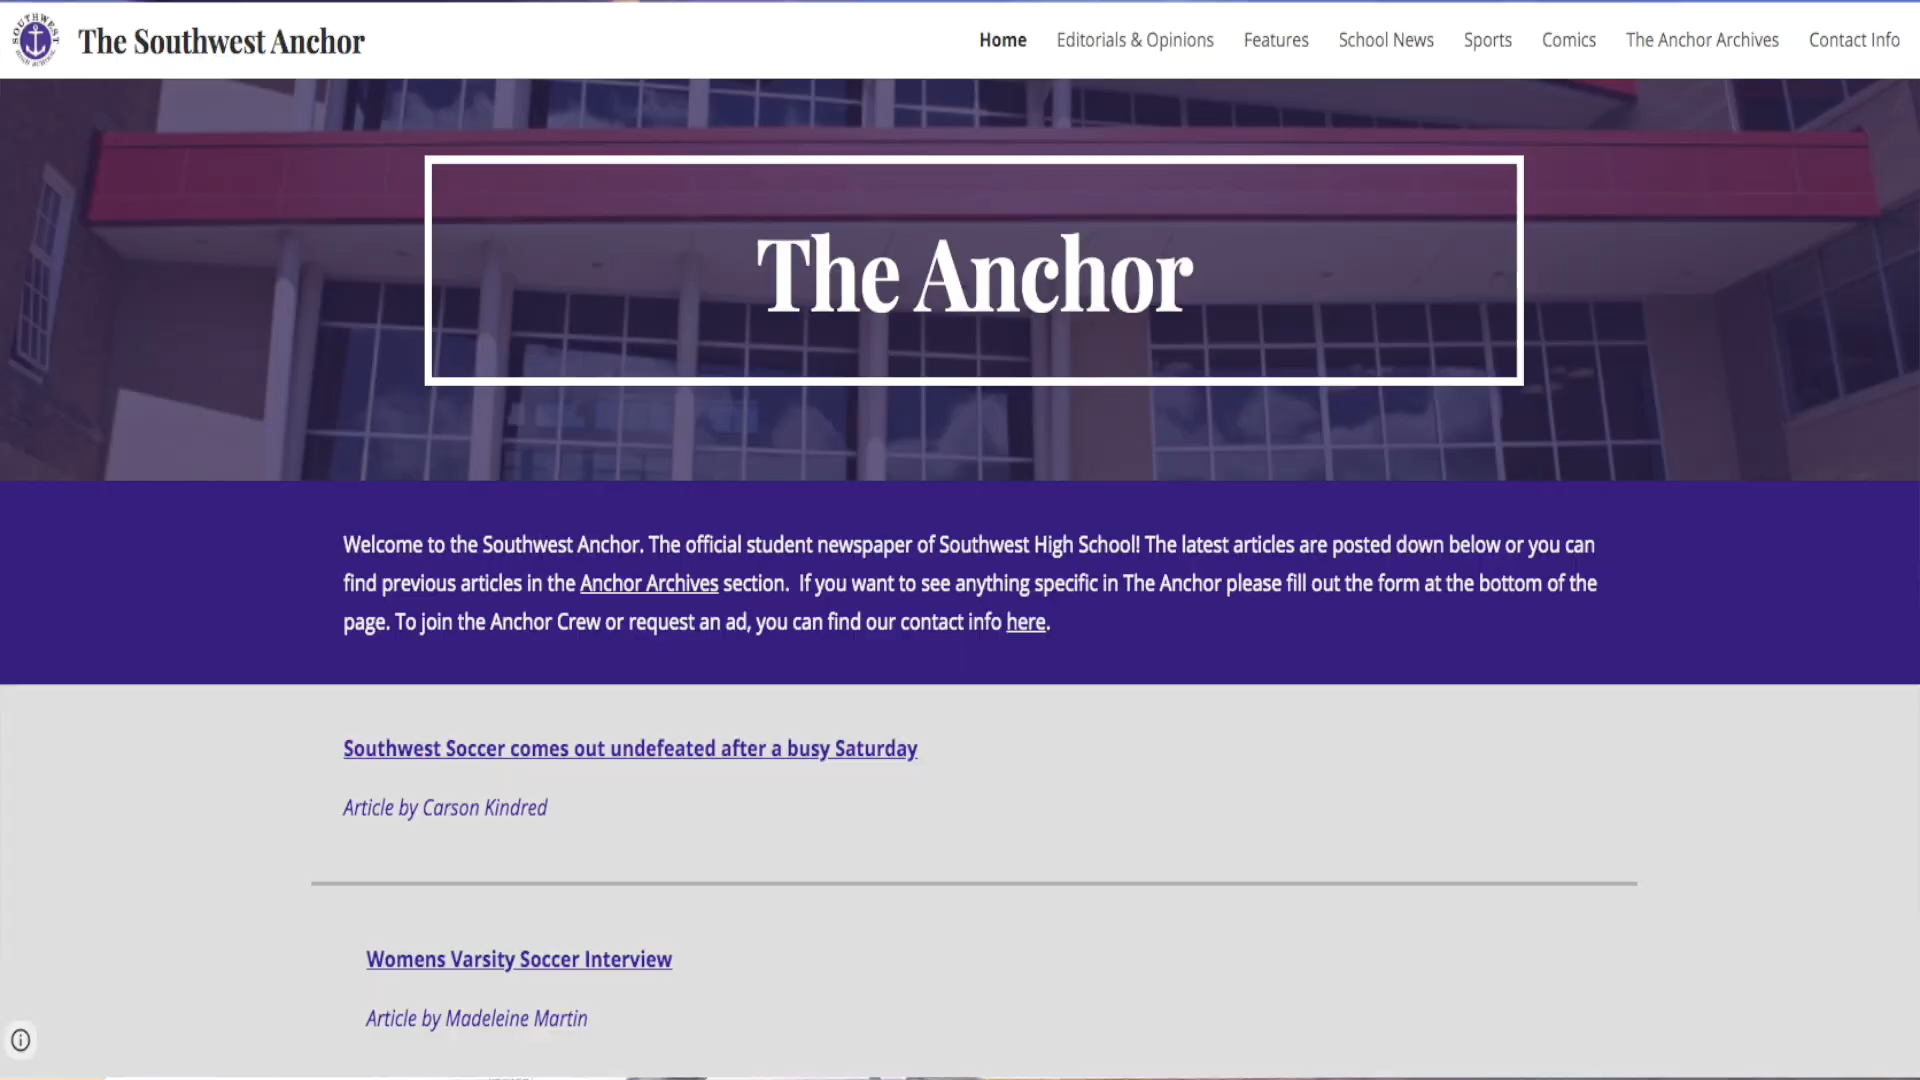 SOUTHWEST
HIGH SCHOOL
The Southwest Anchor
Home Editorials & Opinions Features School News Sports Comics The Anchor Archives Contact Info
The Anchor
Welcome to the Southwest Anchor. The official student newspaper of Southwest High School! The latest articles are posted down below or you can
find previous articles in the Anchor Archives section. If you want to see anything specific in The Anchor please fill out the form at the bottom of the
page. To join the Anchor Crew or request an ad, you can find our contact info here.
Southwest Soccer comes out undefeated after a busy Saturday
Article by Carson Kindred
Womens Varsity Soccer Interview
Article by Madeleine Martin